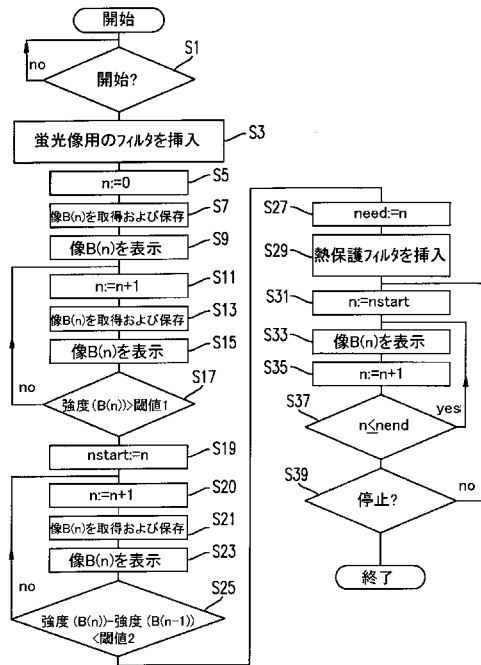 開始
no
S1
開始?
S3
蛍光像用のフィルタを挿入
S5
n:=0
S7
像B(n)を取得および保存
S9
像B(n)を表示
S11
n:=n+1
S13
像B(n)を取得および保存
S15
像B(n)を表示
S17
no
強度(B(n))>閾値1
S19
nstart:=n
S20
n:=n+1
S21
像B(n)を取得および保存
S23
像B(n)を表示
S25
no
強度(B(n))-強度(B(n-1))
<閾値2
S27
need:=n
S29
熱保護フィルタを挿入
S31
n:=nstart
S33
像B(n)を表示
S35
n:=n+1
S37
n≤nend
yes
S39
停止?
no
終了